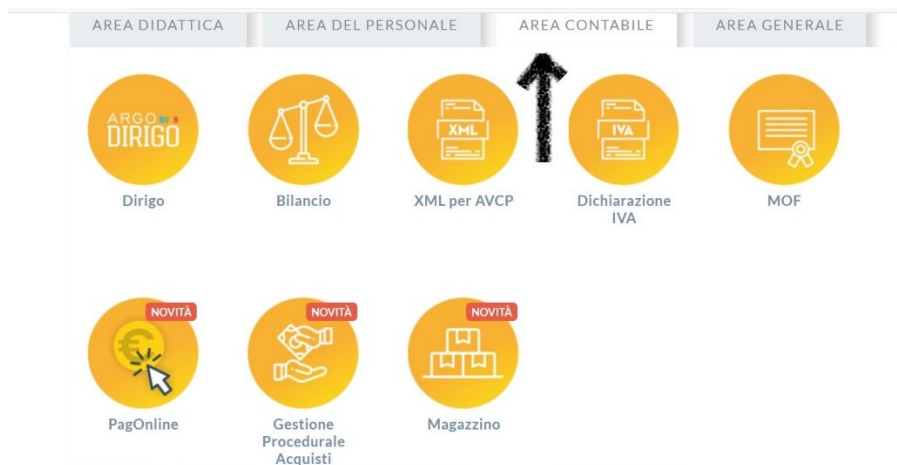 AREA DIDATTICA
AREA DEL PERSONALE
AREA CONTABILE
AREA GENERALE
ARGO
DIRIGO
XML
IVA
Dirigo
Bilancio
XML per AVCP
Dichiarazione
IVA
MOF
NOVITÀ
NOVITÀ
NOVITÀ
€
PagOnline
Gestione
Procedurale
Acquisti
Magazzino